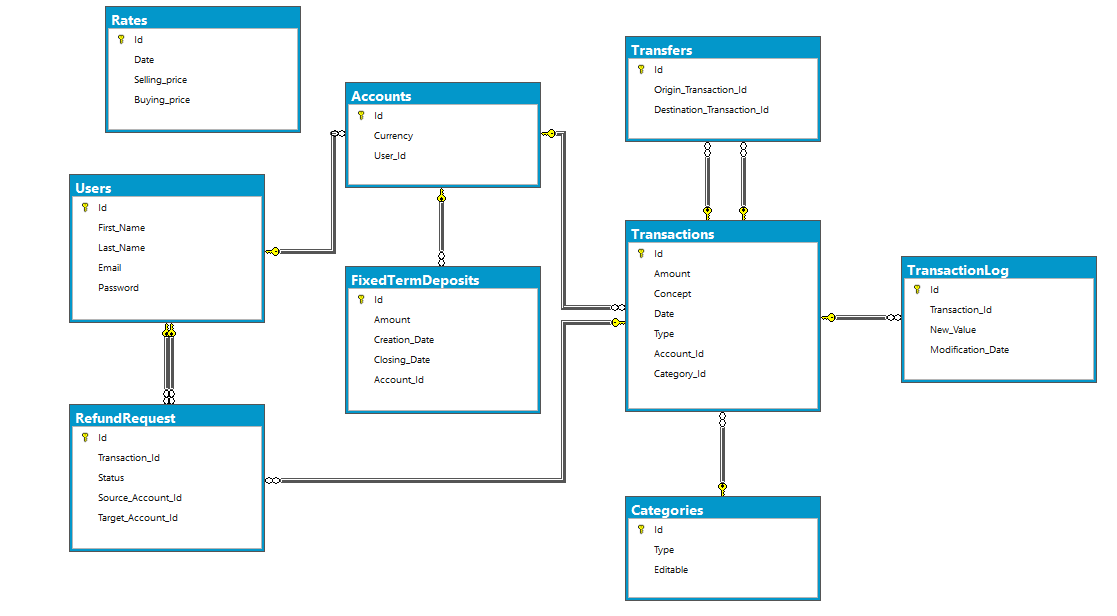 Rates
Id
Date
Selling_price
Buying_price
Accounts
Id
Currency
User_Id
Transfers
Id
Origin_Transaction_Id
Destination_Transaction_Id
Users
Id
First_Name
Last_Name
Email
Password
FixedTermDeposits
Id
Amount
Creation_Date
Closing_Date
Account_Id
Transactions
Id
Amount
Concept
Date
Type
Account_Id
Category_Id
TransactionLog
Id
Transaction_Id
New_Value
Modification_Date
RefundRequest
Id
Transaction_Id
Status
Source_Account_Id
Target_Account_Id
Categories
Id
Type
Editable